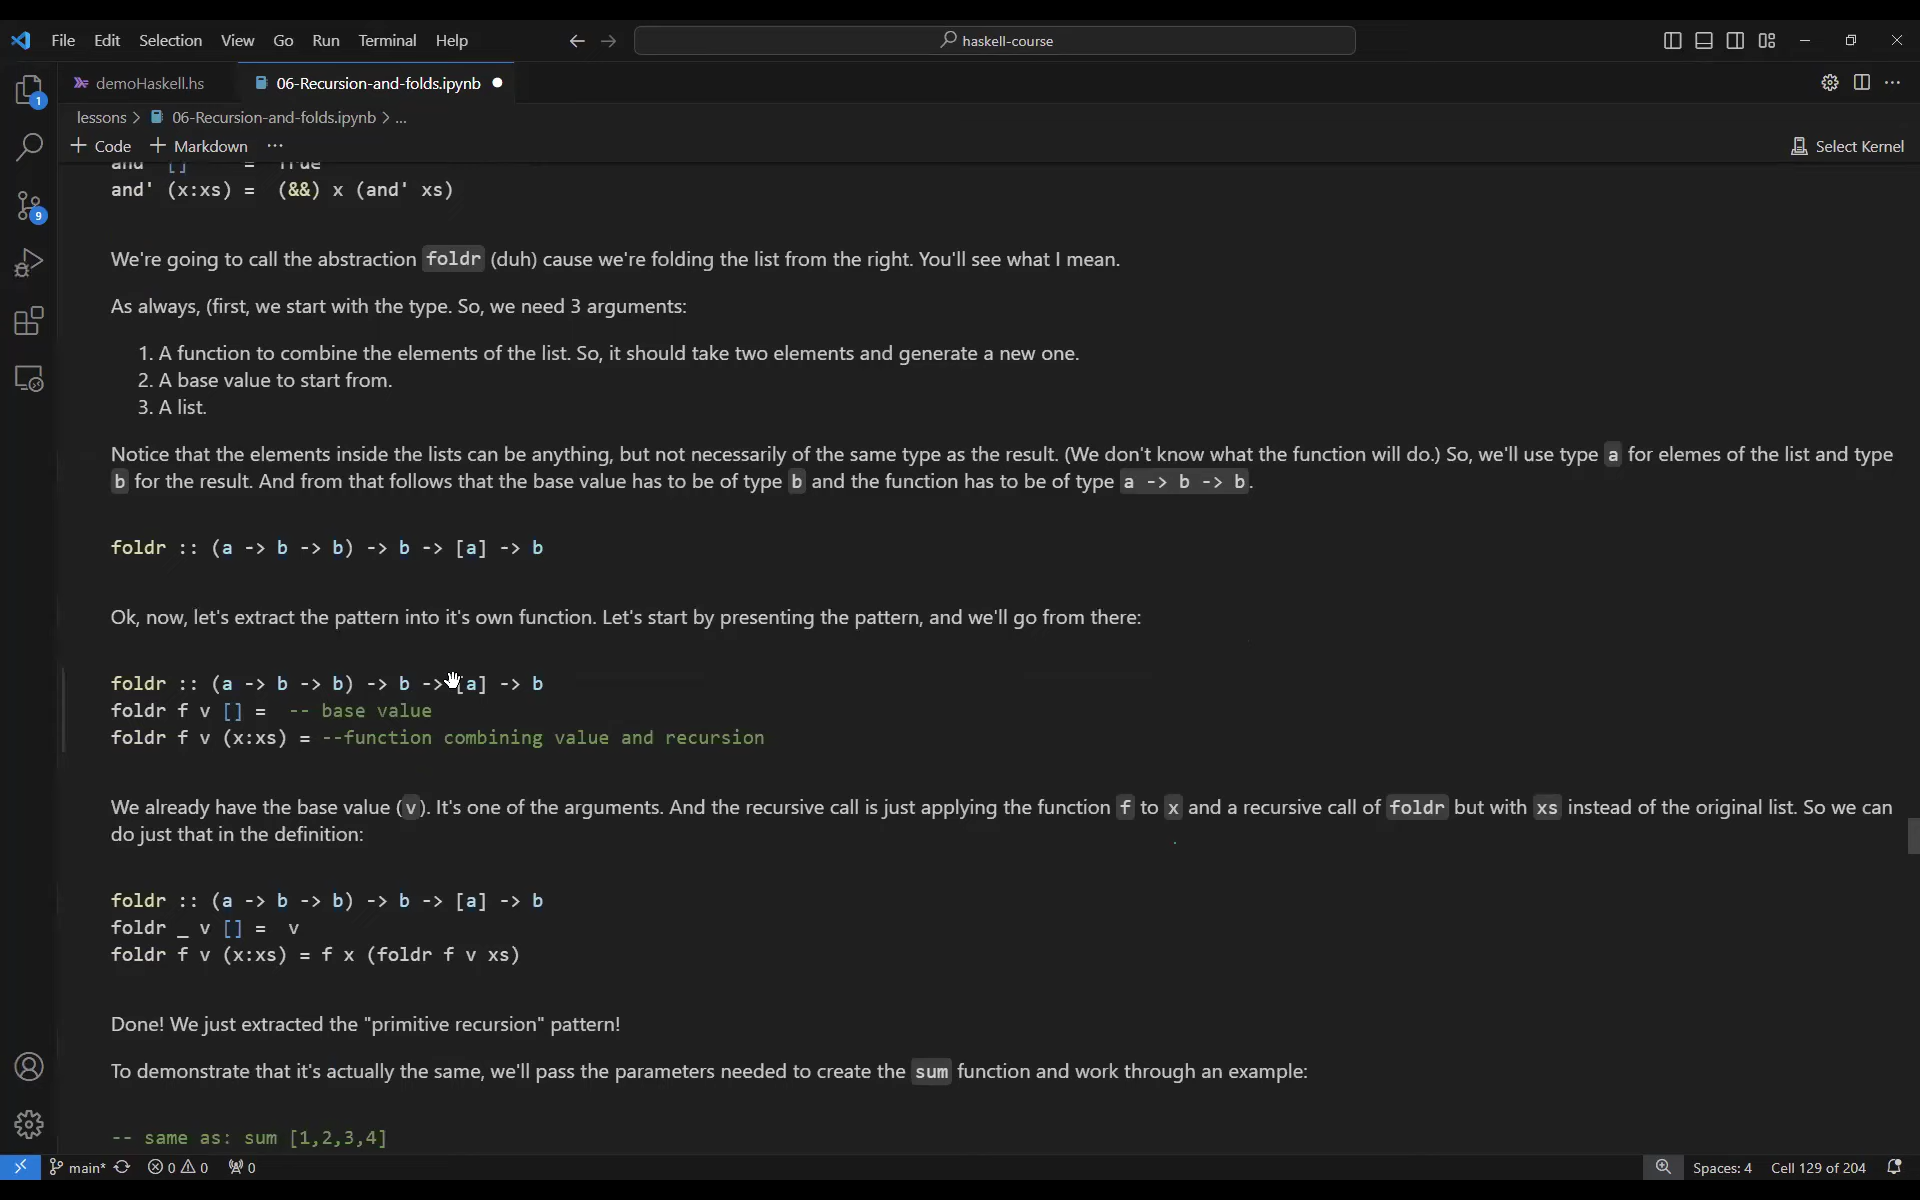 File Edit Selection View Go Run Terminal Help
haskell-course
demoHaskell.hs
06-Recursion-and-folds.ipynb
lessons > 06-Recursion-and-folds.ipynb > ...
+ Code + Markdown ...
Select Kernel
1
9
and' [] = True
and' (x:xs) = (&&) x (and' xs)
We're going to call the abstraction foldr (duh) cause we're folding the list from the right. You'll see what I mean.
As always, (first, we start with the type. So, we need 3 arguments:
1. A function to combine the elements of the list. So, it should take two elements and generate a new one.
2. A base value to start from.
3. A list.
Notice that the elements inside the lists can be anything, but not necessarily of the same type as the result. (We don't know what the function will do.) So, we'll use type a for elemes of the list and type
b for the result. And from that follows that the base value has to be of type b and the function has to be of type a -> b -> b.
foldr :: (a -> b -> b) -> b -> [a] -> b
Ok, now, let's extract the pattern into it's own function. Let's start by presenting the pattern, and we'll go from there:
foldr :: (a -> b -> b) -> b -> [a] -> b
foldr f v [] = -- base value
foldr f v (x:xs) = --function combining value and recursion
We already have the base value (v). It's one of the arguments. And the recursive call is just applying the function f to x and a recursive call of foldr but with xs instead of the original list. So we can
do just that in the definition:
foldr :: (a -> b -> b) -> b -> [a] -> b
foldr _ v [] = v
foldr f v (x:xs) = f x (foldr f v xs)
Done! We just extracted the "primitive recursion" pattern!
To demonstrate that it's actually the same, we'll pass the parameters needed to create the sum function and work through an example:
-- same as: sum [1,2,3,4]
main* 0 0 0
Spaces: 4 Cell 129 of 204